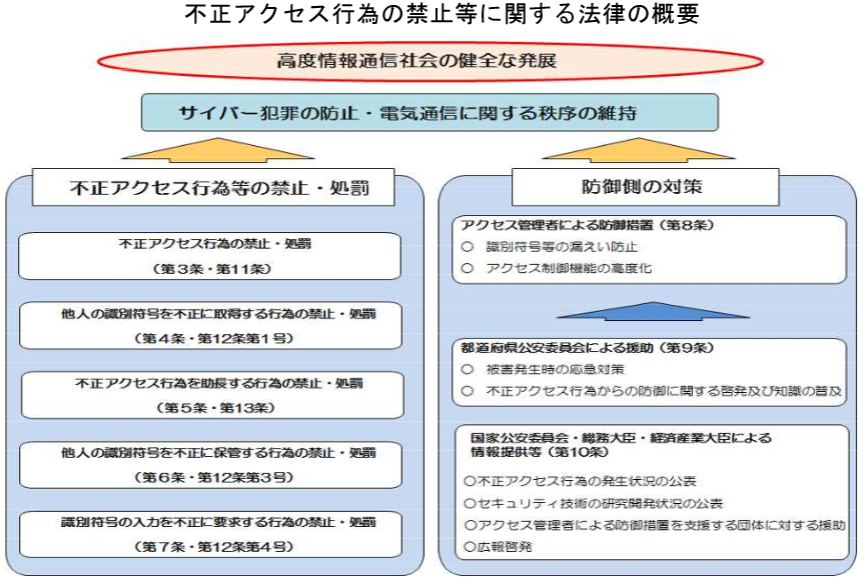 不正アクセス行為の禁止等に関する法律の概要
高度情報通信社会の健全な発展
サイバー犯罪の防止・電気通信に関する秩序の維持
不正アクセス行為等の禁止・処罰
不正アクセス行為の禁止・処罰
(第3条・第11条)
他人の識別符号を不正に取得する行為の禁止・処罰
(第4条・第12条第1号)
不正アクセス行為を助長する行為の禁止・処罰
(第5条・第13条)
他人の識別符号を不正に保管する行為の禁止・処罰
(第6条・第12条第3号)
識別符号の入力を不正に要求する行為の禁止・処罰
(第7条・第12条第4号)
防御側の対策
アクセス管理者による防御措置(第8条)
○ 識別符号等の漏えい防止
○ アクセス制御機能の高度化
都道府県公安委員会による援助(第9条)
○ 被害発生時の応急対策
○ 不正アクセス行為からの防御に関する啓発及び知識の普及
国家公安委員会・総務大臣・経済産業大臣による
情報提供等(第10条)
○不正アクセス行為の発生状況の公表
○セキュリティ技術の研究開発状況の公表
○アクセス管理者による防御措置を支援する団体に対する援助
○広報啓発